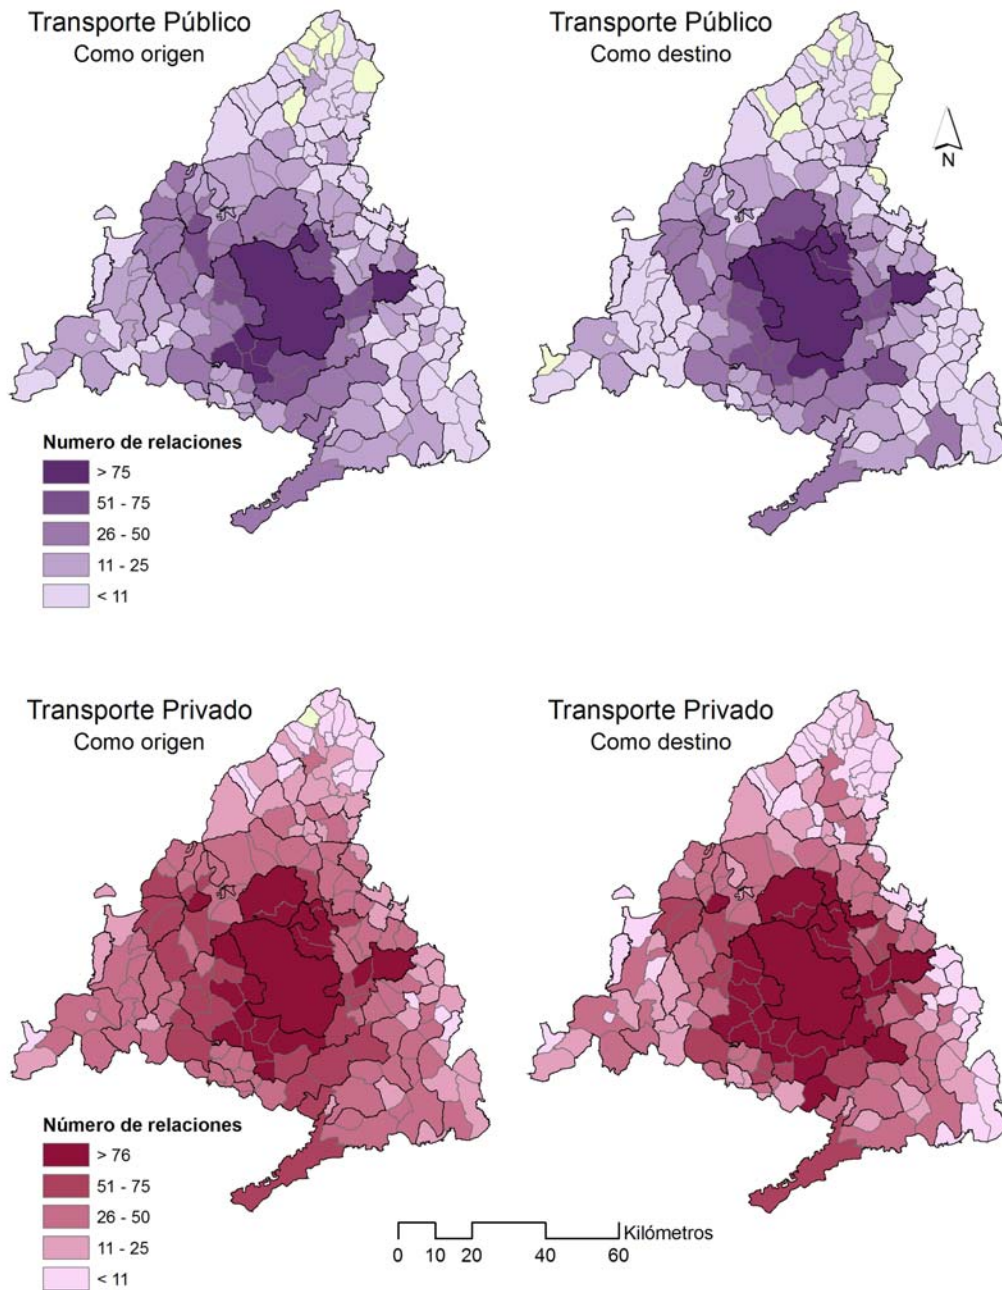 Transporte Público
Como origen
Transporte Público
Como destino
N
Numero de relaciones
> 75
51 - 75
26 - 50
11 - 25
< 11
Transporte Privado
Como origen
Transporte Privado
Como destino
Número de relaciones
> 76
51 - 75
26 - 50
11 - 25
< 11
Kilómetros
0 10 20 40 60